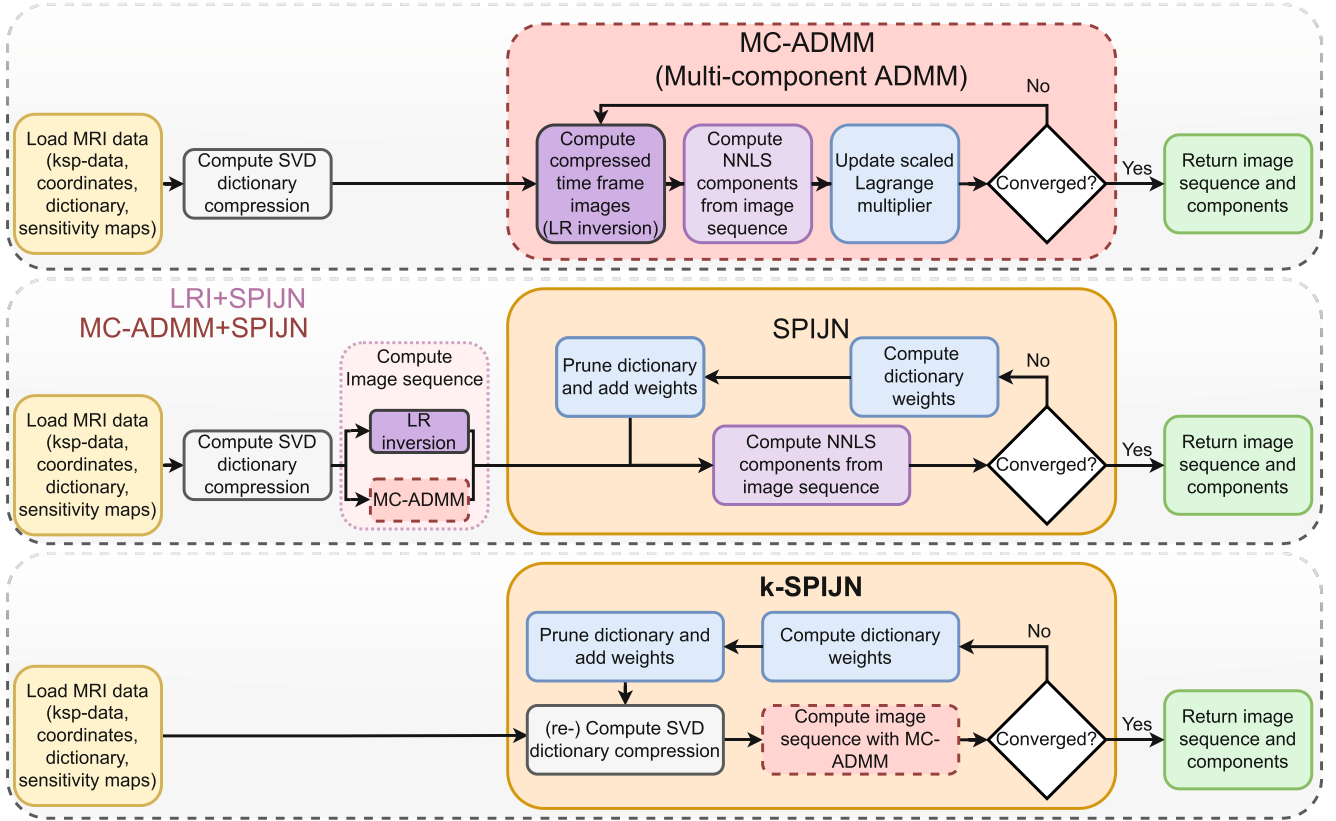 MC-ADMM
(Multi-component ADMM)
No
Load MRI data
(ksp-data,
coordinates,
dictionary,
sensitivity maps)
Compute SVD
dictionary
compression
Compute
compressed
time frame
images
(LR inversion)
Compute
NNLS
components
from image
sequence
Update scaled
Lagrange
multiplier
Converged?
Yes
Return image
sequence and
components
LRI+SPIJN
MC-ADMM+SPIJN
Load MRI data
(ksp-data,
coordinates,
dictionary,
sensitivity maps)
Compute SVD
dictionary
compression
Compute
Image sequence
LR
inversion
MC-ADMM
SPIJN
Prune dictionary
and add weights
Compute
dictionary
weights
No
Compute NNLS
components from
image sequence
Converged?
Yes
Return image
sequence and
components
k-SPIJN
Prune dictionary and
add weights
Compute dictionary
weights
No
Load MRI data
(ksp-data,
coordinates,
dictionary,
sensitivity maps)
(re-) Compute SVD
dictionary compression
Compute image
sequence with MC-
ADMM
Converged?
Yes
Return image
sequence and
components